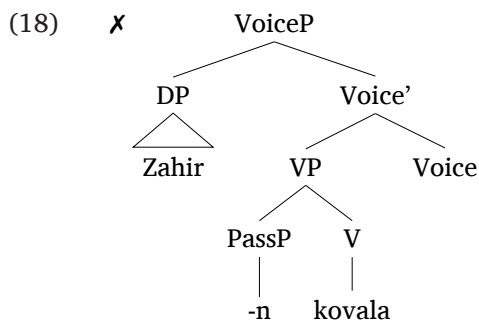 (18) ✗ VoiceP
DP Voice’
Zahir VP Voice
PassP V
-n kovala